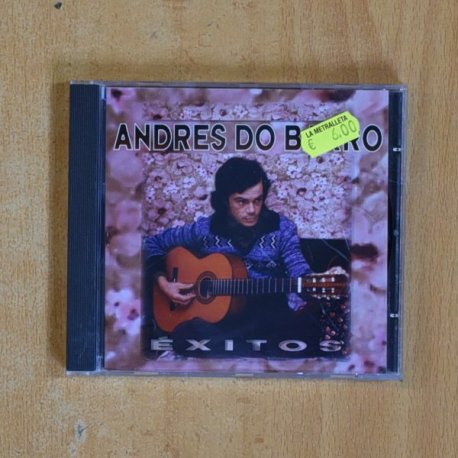 ANDRES DO B RO
LA METRALLETA
€ 6.00
ÉXITOS